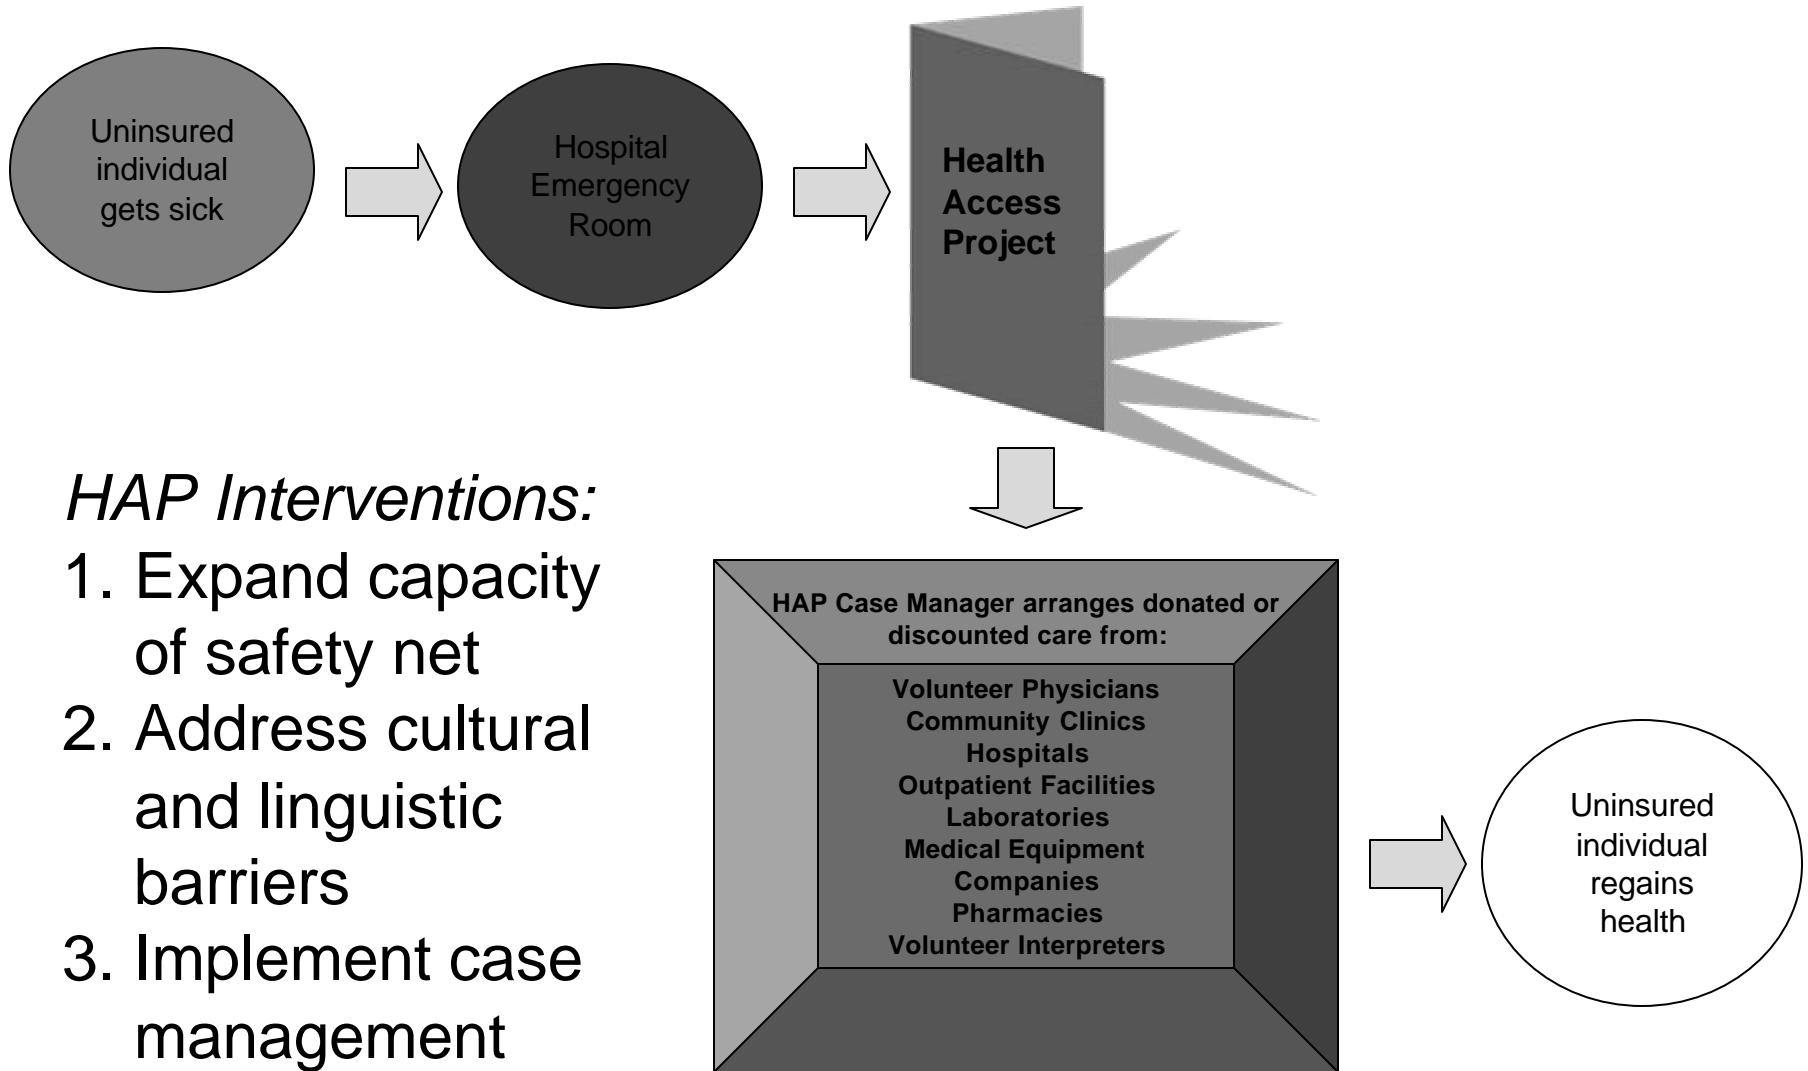 Uninsured
individual
gets sick
Hospital
Emergency
Room
Health
Access
Project
HAP Interventions:
1. Expand capacity
of safety net
2. Address cultural
and linguistic
barriers
3. Implement case
management
HAP Case Manager arranges donated or
discounted care from:
Volunteer Physicians
Community Clinics
Hospitals
Outpatient Facilities
Laboratories
Medical Equipment
Companies
Pharmacies
Volunteer Interpreters
Uninsured
individual
regains
health